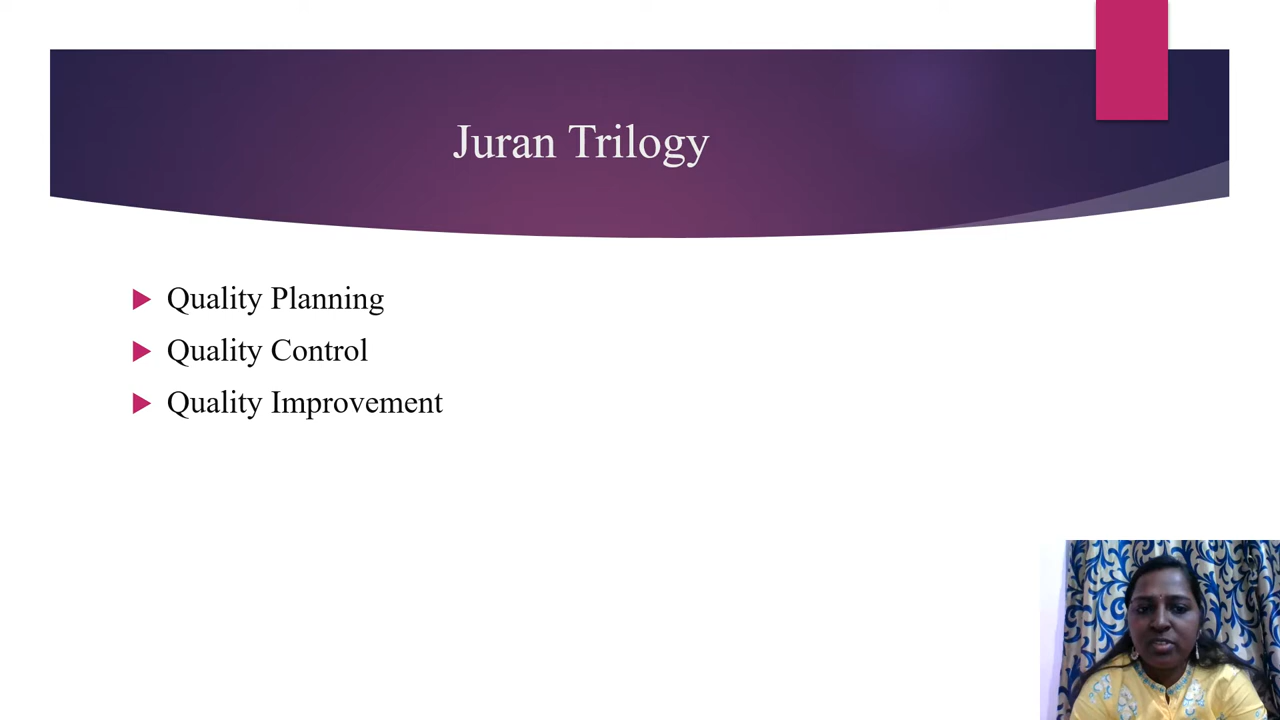 Juran Trilogy
Quality Planning
Quality Control
Quality Improvement